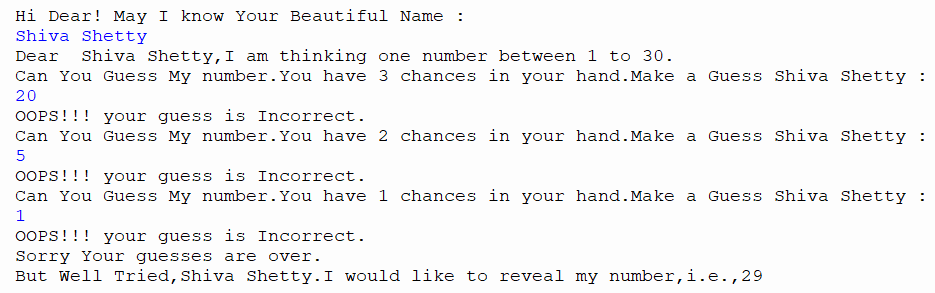 Hi Dear! May I know Your Beautiful Name :
Shiva Shetty
Dear  Shiva Shetty,I am thinking one number between 1 to 30.
Can You Guess My number.You have 3 chances in your hand.Make a Guess Shiva Shetty :
20
OOPS!!! your guess is Incorrect.
Can You Guess My number.You have 2 chances in your hand.Make a Guess Shiva Shetty :
5
OOPS!!! your guess is Incorrect.
Can You Guess My number.You have 1 chances in your hand.Make a Guess Shiva Shetty :
1
OOPS!!! your guess is Incorrect.
Sorry Your guesses are over.
But Well Tried,Shiva Shetty.I would like to reveal my number,i.e.,29